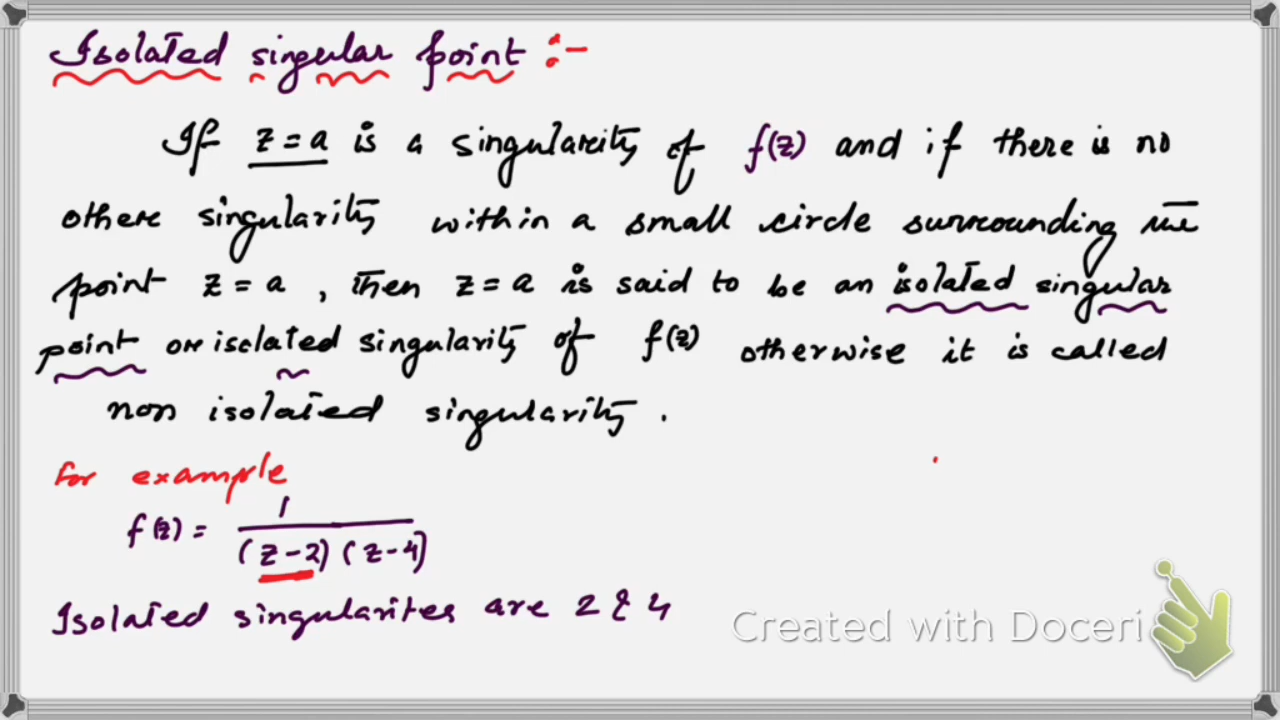 Isolated singular point :-
If z = a is a singularity of f(z) and if there is no
other singularity within a small circle surrounding the
point z = a , then z = a is said to be an isolated singular
point or isolated singularity of f(z) otherwise it is called
non isolated singularity .
For example
f(z) = 1 / (z-2) (z-4)
Isolated singularites are 2 & 4
Created with Doceri